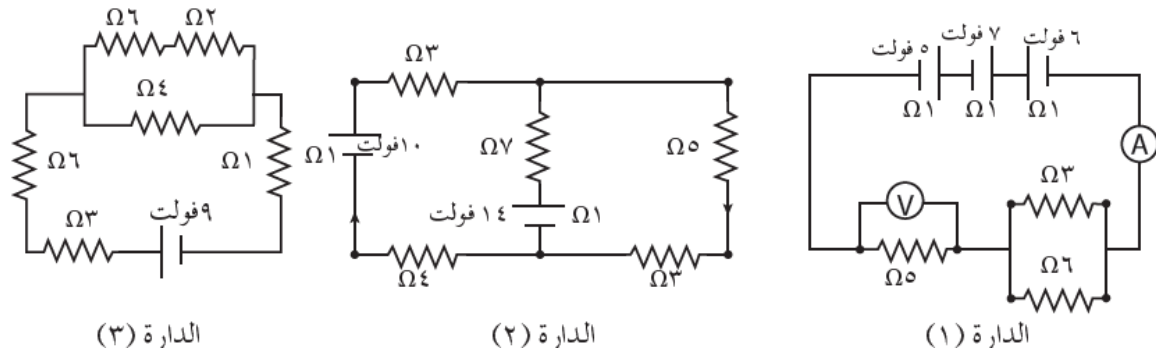 ٦ فولت
٧ فولت
٥ فولت
Ω١
Ω١
Ω١
A
Ω٣
V
Ω٦
Ω٥
الدارة (١)
Ω٣
Ω٥
Ω٧
١٠فولت
Ω١
Ω١
١٤ فولت
Ω٣
Ω٤
الدارة (٢)
Ω٢
Ω٦
Ω٤
Ω١
Ω٦
٩فولت
Ω٣
الدارة (٣)